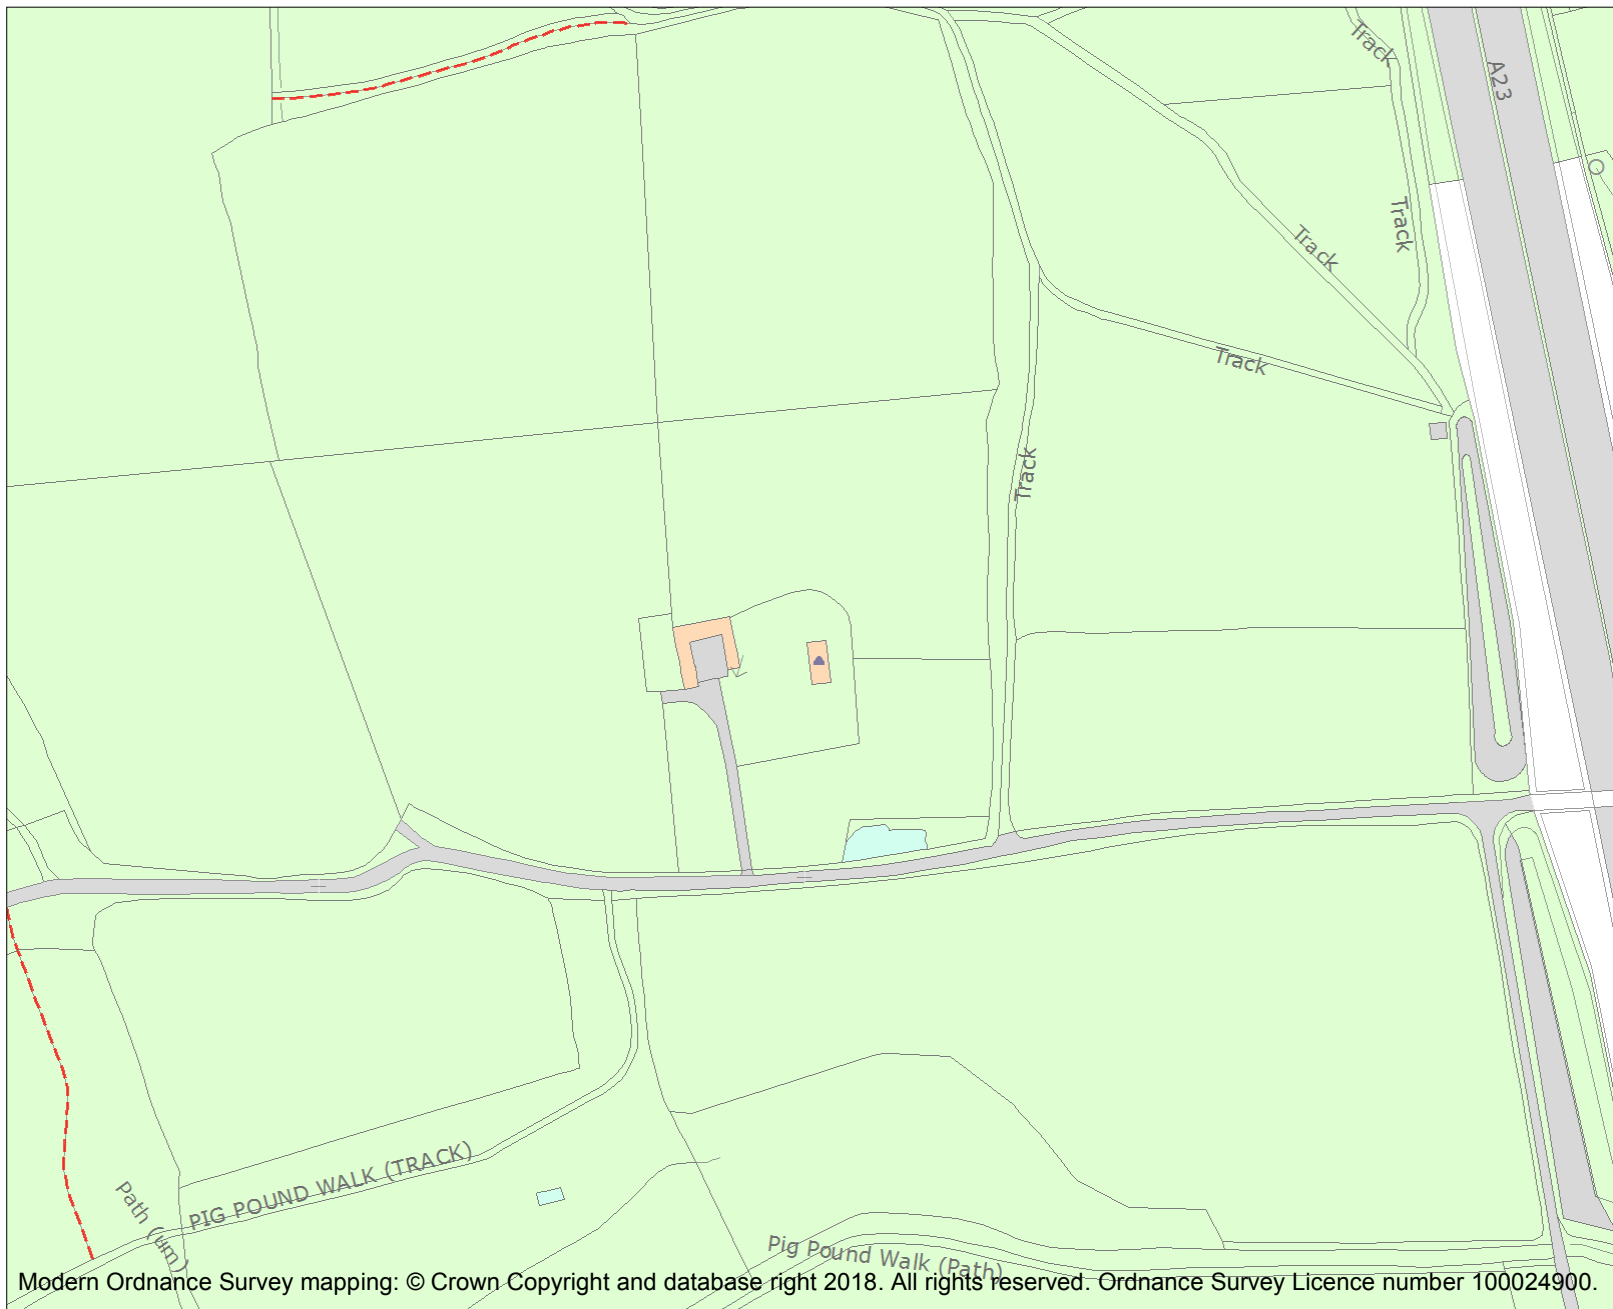 Track
A23
Track
Track
Track
Track
PIG POUND WALK (TRACK)
Path (um)
Pig Pound Walk (Path)
Modern Ordnance Survey mapping: © Crown Copyright and database right 2018. All rights reserved. Ordnance Survey Licence number 100024900.